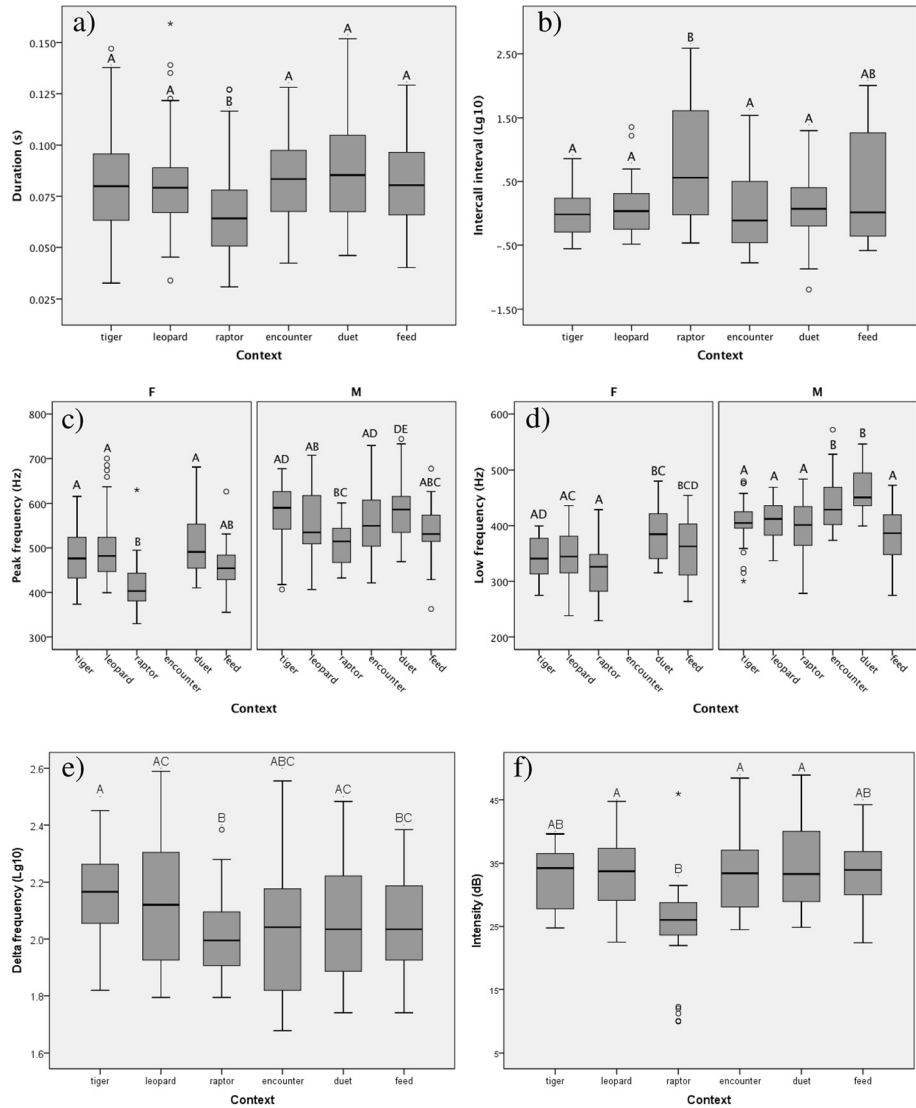 a)
Duration (s)
0.150
0.125
0.100
0.075
0.050
0.025
A A B A A A
*
tiger leopard raptor encounter duet feed
Context
b)
Intercall interval (Lg10)
2.50
1.50
.50
-.50
-1.50
A A B A A AB
tiger leopard raptor encounter duet feed
Context
F M
c)
Peak frequency (Hz)
800
700
600
500
400
300
A A B A AB AD AB BC AD DE ABC
*
tiger leopard raptor encounter duet feed tiger leopard raptor encounter duet feed
Context
F M
d)
Low frequency (Hz)
600
500
400
300
200
AD AC A BC BCD A A A B B A
*
tiger leopard raptor encounter duet feed tiger leopard raptor encounter duet feed
Context
e)
Delta frequency (Lg10)
2.6
2.4
2.2
2.0
1.8
1.6
A AC B ABC AC BC
tiger leopard raptor encounter duet feed
Context
f)
Intensity (dB)
45
35
25
15
5
AB A B A A AB
*
tiger leopard raptor encounter duet feed
Context